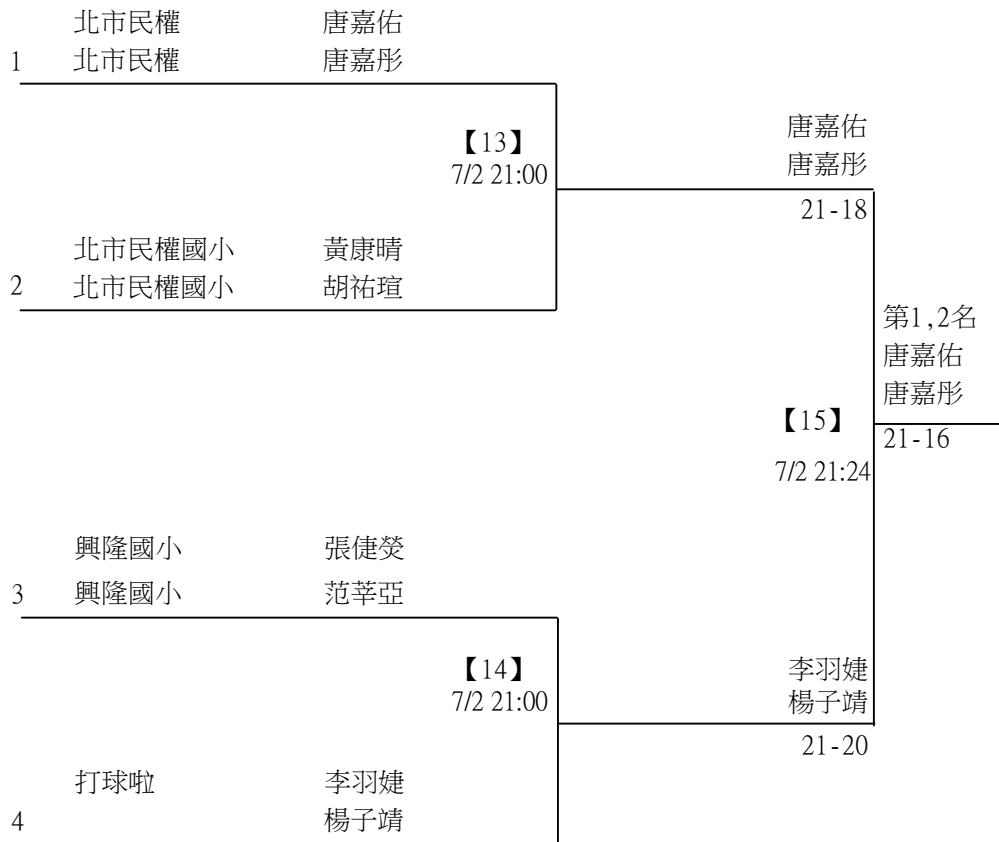 北市民權 唐嘉佑
1 北市民權 唐嘉彤
【13】
7/2 21:00
唐嘉佑
唐嘉彤
21-18
北市民權國小 黃康晴
2 北市民權國小 胡祐瑄
第1,2名
唐嘉佑
唐嘉彤
【15】
21-16
7/2 21:24
興隆國小 張倢熒
3 興隆國小 范莘亞
【14】
7/2 21:00
李羽婕
楊子靖
21-20
打球啦 李羽婕
4 楊子靖